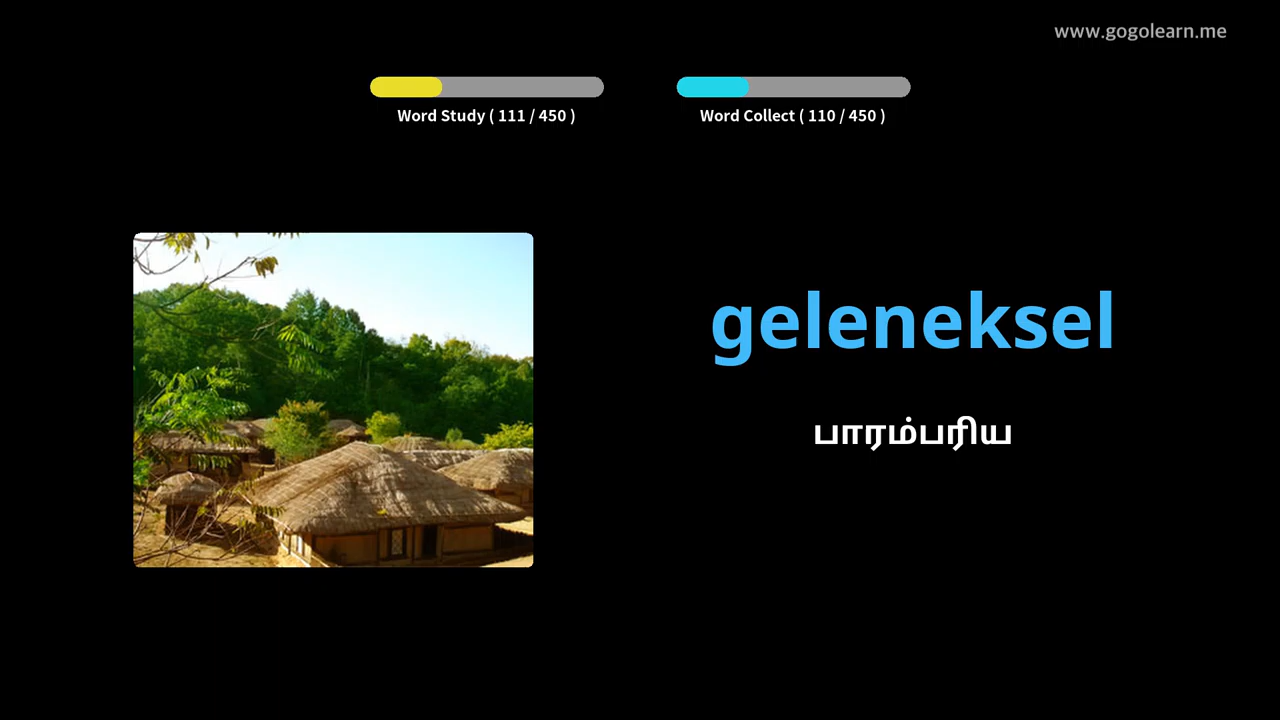 www.gogolearn.me
Word Study ( 111 / 450 )
Word Collect ( 110 / 450 )
geleneksel
பாரம்பரிய